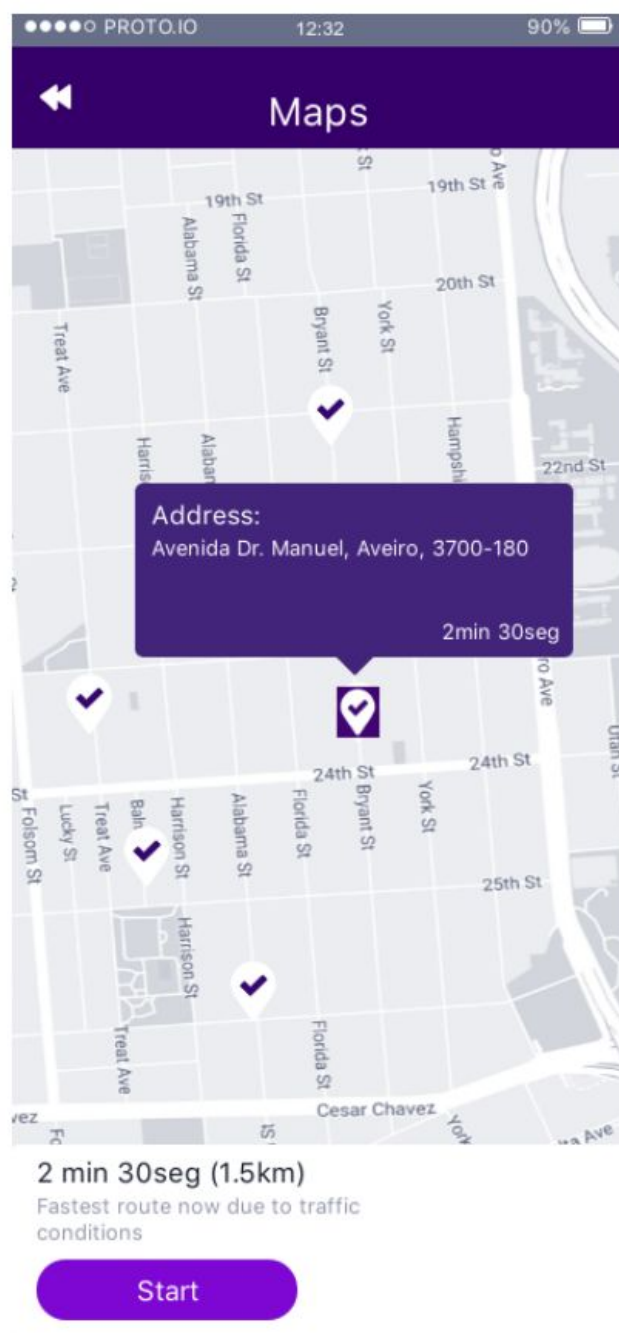 PROTO.IO 12:32 90%
Maps
19th St
19th St
Alabama St
Florida St
20th St
Treat Ave
Bryant St
York St
22nd St
Address:
Avenida Dr. Manuel, Aveiro, 3700-180
2min 30seg
24th St
24th St
Folsom St
Lucky St
Treat Ave
Harrison St
Alabama St
Florida St
Bryant St
York St
25th St
Harrison St
Treat Ave
Florida St
Cesar Chavez
2 min 30seg (1.5km)
Fastest route now due to traffic
conditions
Start